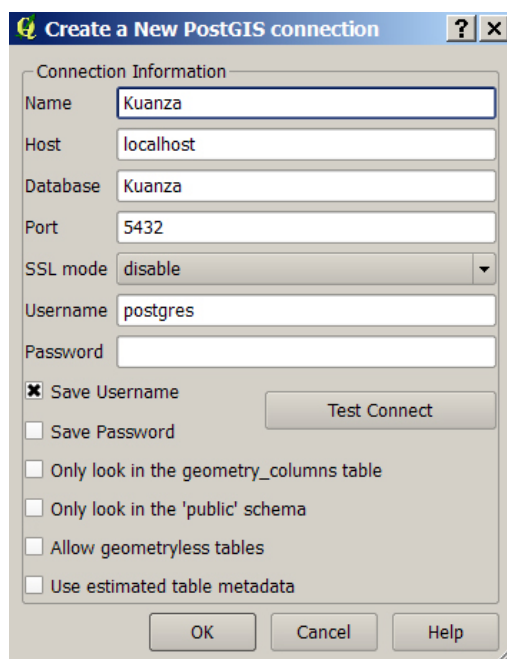 Create a New PostGIS connection
Connection Information
Name Kuanza
Host localhost
Database Kuanza
Port 5432
SSL mode disable
Username postgres
Password
Save Username
Test Connect
Save Password
Only look in the geometry_columns table
Only look in the 'public' schema
Allow geometryless tables
Use estimated table metadata
OK Cancel Help